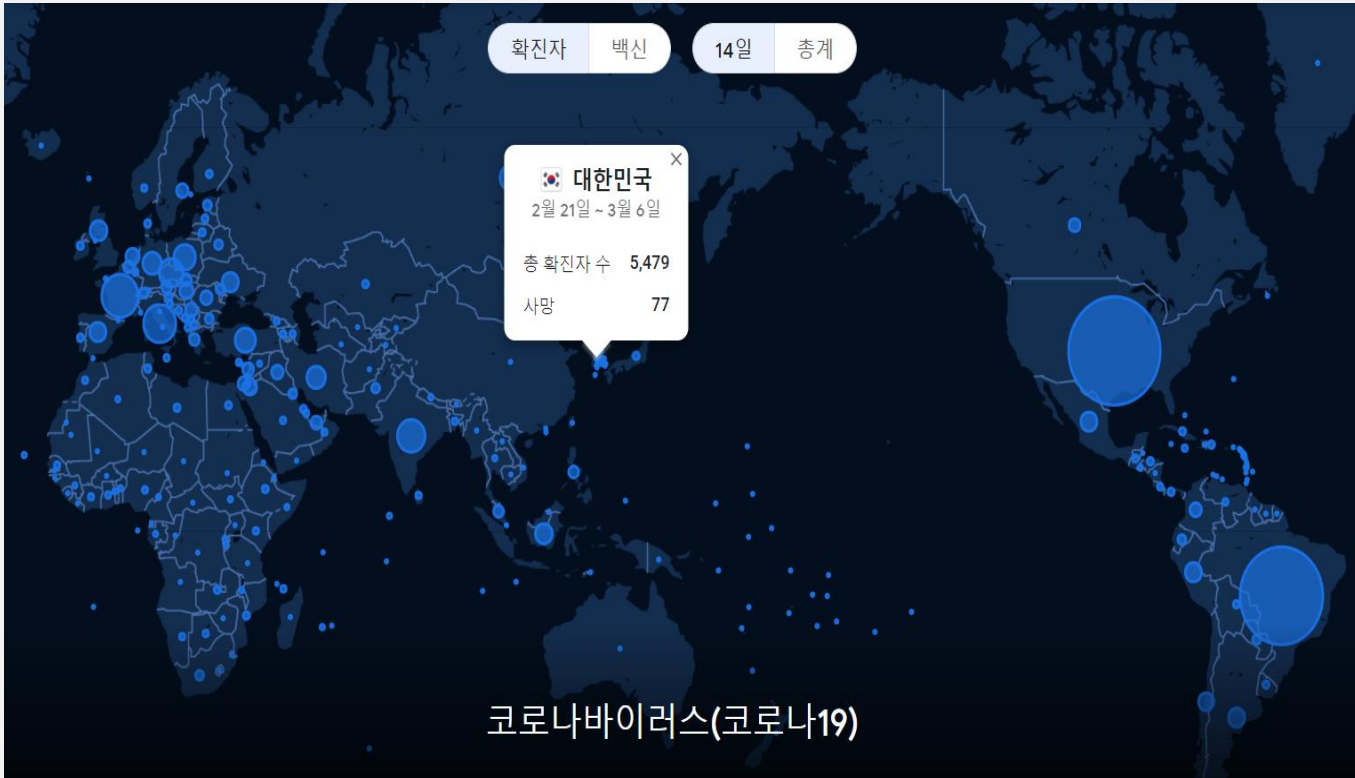 확진자 백신 14일 총계
대한민국
2월 21일 ~ 3월 6일
총 확진자 수 5,479
사망 77
코로나바이러스(코로나19)